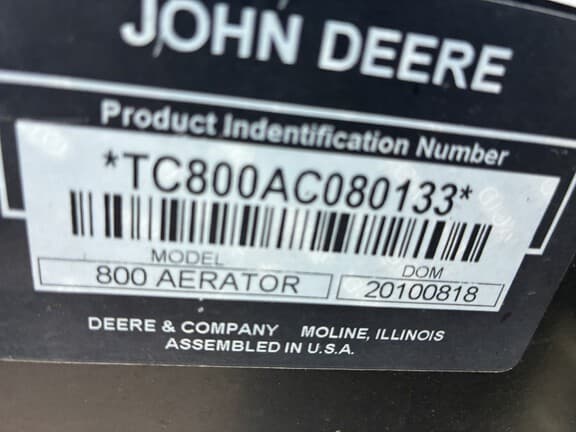 JOHN DEERE
Product Indentification Number
*TC800AC080133*
MODEL
DOM
800 AERATOR
20100818
DEERE & COMPANY MOLINE, ILLINOIS
ASSEMBLED IN U.S.A.